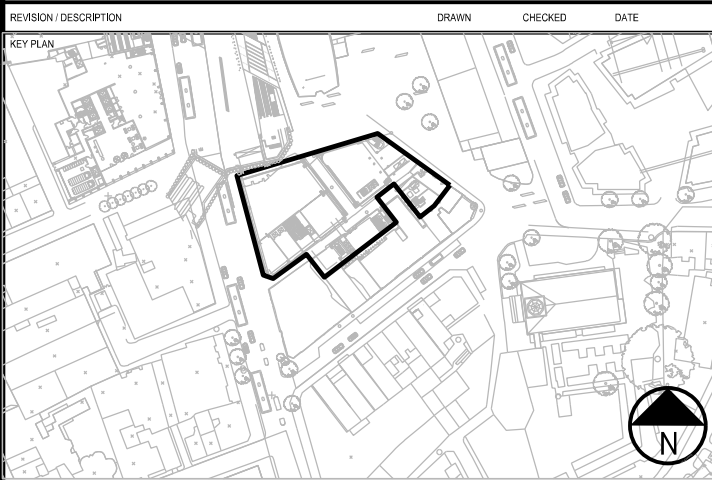 REVISION / DESCRIPTION DRAWN CHECKED DATE
KEY PLAN
N